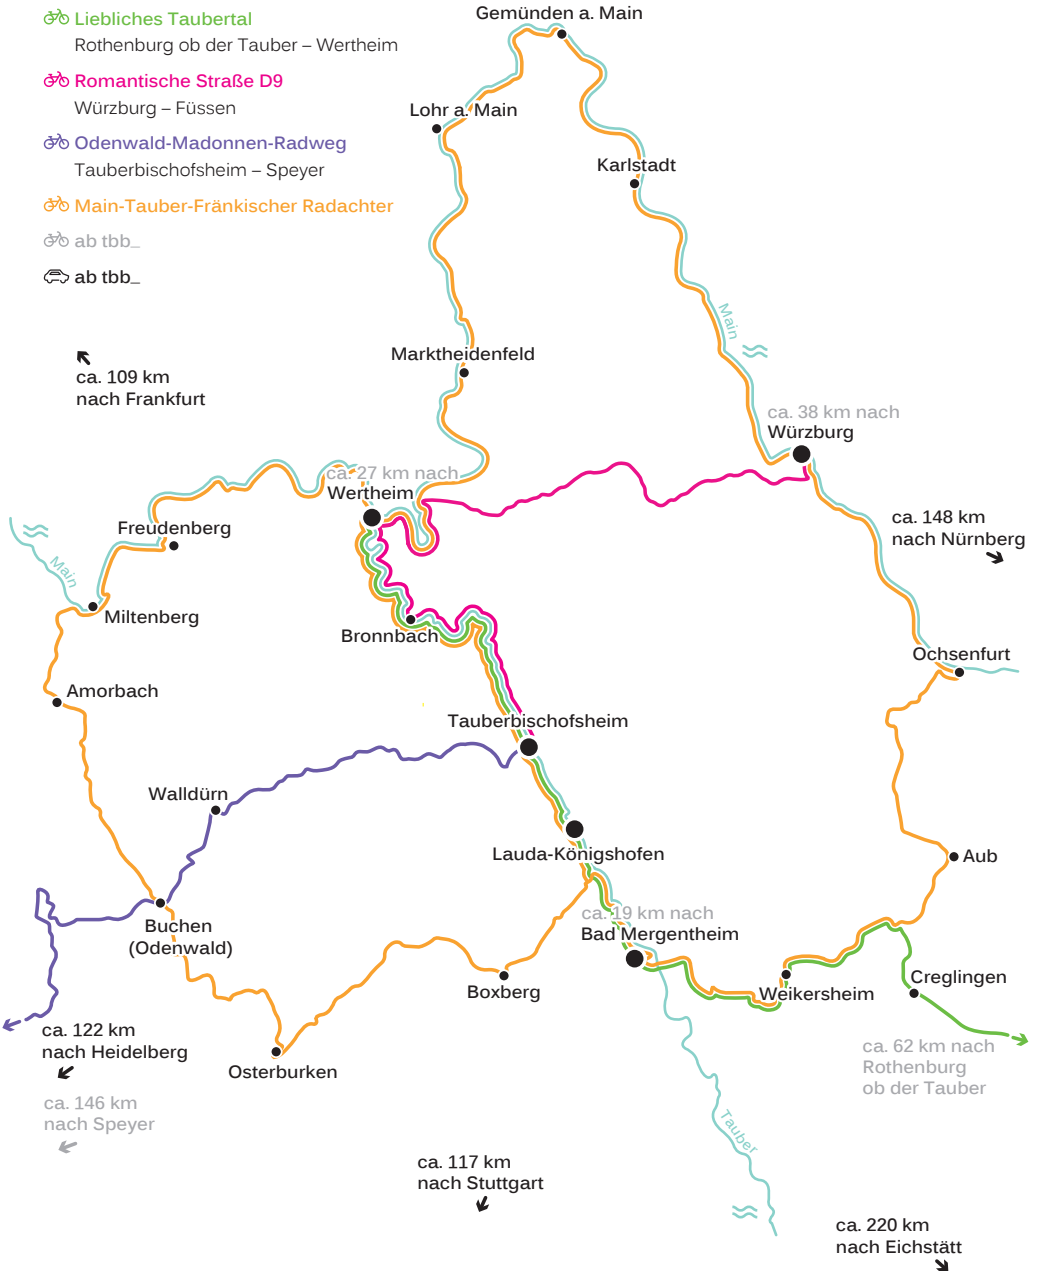 Liebliches Taubertal
Rothenburg ob der Tauber – Wertheim
Romantische Straße D9
Würzburg – Füssen
Odenwald-Madonnen-Radweg
Tauberbischofsheim – Speyer
Main-Tauber-Fränkischer Radachter
ab tbb_
ab tbb_
Gemünden a. Main
Lohr a. Main
Karlstadt
Main
Marktheidenfeld
ca. 109 km
nach Frankfurt
ca. 38 km nach
Würzburg
ca. 27 km nach
Wertheim
ca. 148 km
nach Nürnberg
Freudenberg
Main
Miltenberg
Bronnbach
Ochsenfurt
Amorbach
Tauberbischofsheim
Walldürn
Lauda-Königshofen
Aub
Buchen
(Odenwald)
ca. 19 km nach
Bad Mergentheim
Boxberg
Weikersheim
Creglingen
ca. 122 km
nach Heidelberg
Osterburken
ca. 62 km nach
Rothenburg
ob der Tauber
ca. 146 km
nach Speyer
Tauber
ca. 117 km
nach Stuttgart
ca. 220 km
nach Eichstätt